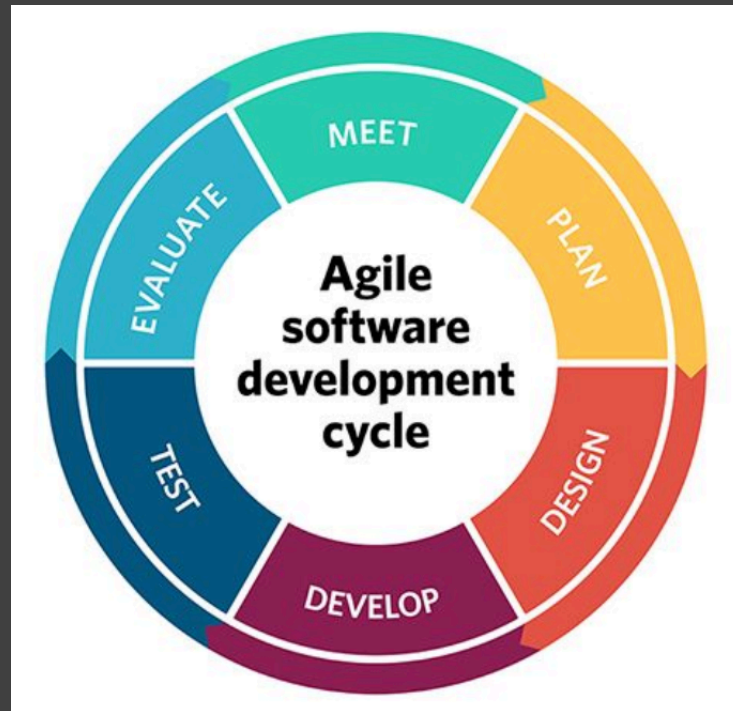 MEET
PLAN
DESIGN
DEVELOP
TEST
EVALUATE
Agile
software
development
cycle